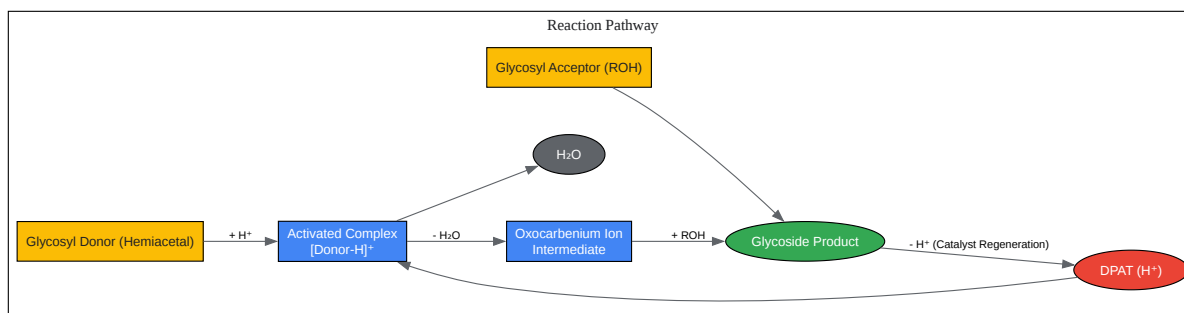 Reaction Pathway
Glycosyl Acceptor (ROH)
H₂O
Glycosyl Donor (Hemiacetal)
+ H⁺
Activated Complex
[Donor-H]⁺
- H₂O
Oxocarbenium Ion
Intermediate
+ ROH
Glycoside Product
- H⁺ (Catalyst Regeneration)
DPAT (H⁺)